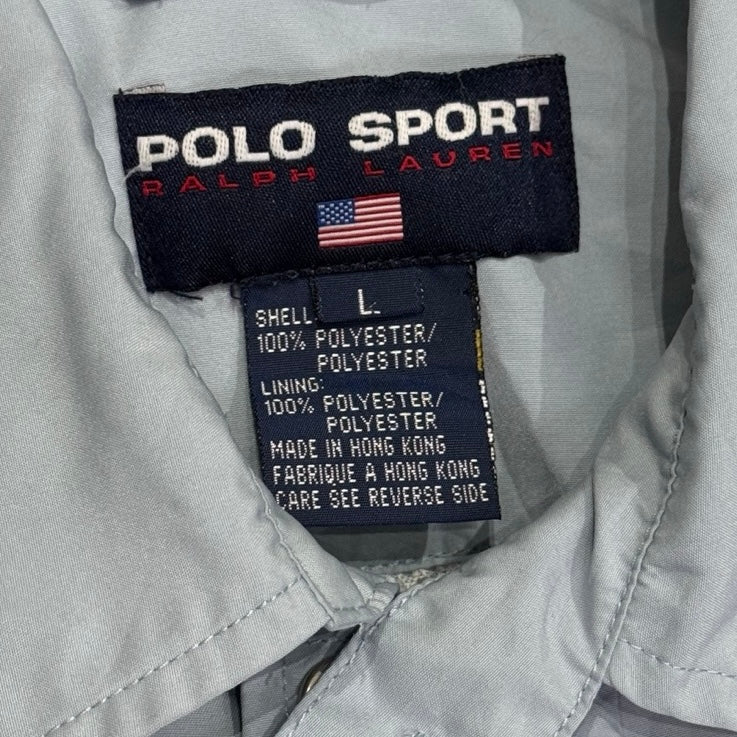 POLO SPORT
RALPH LAUREN
L
SHELL
100% POLYESTER/
POLYESTER
LINING:
100% POLYESTER/
POLYESTER
MADE IN HONG KONG
FABRIQUE A HONG KONG
CARE SEE REVERSE SIDE